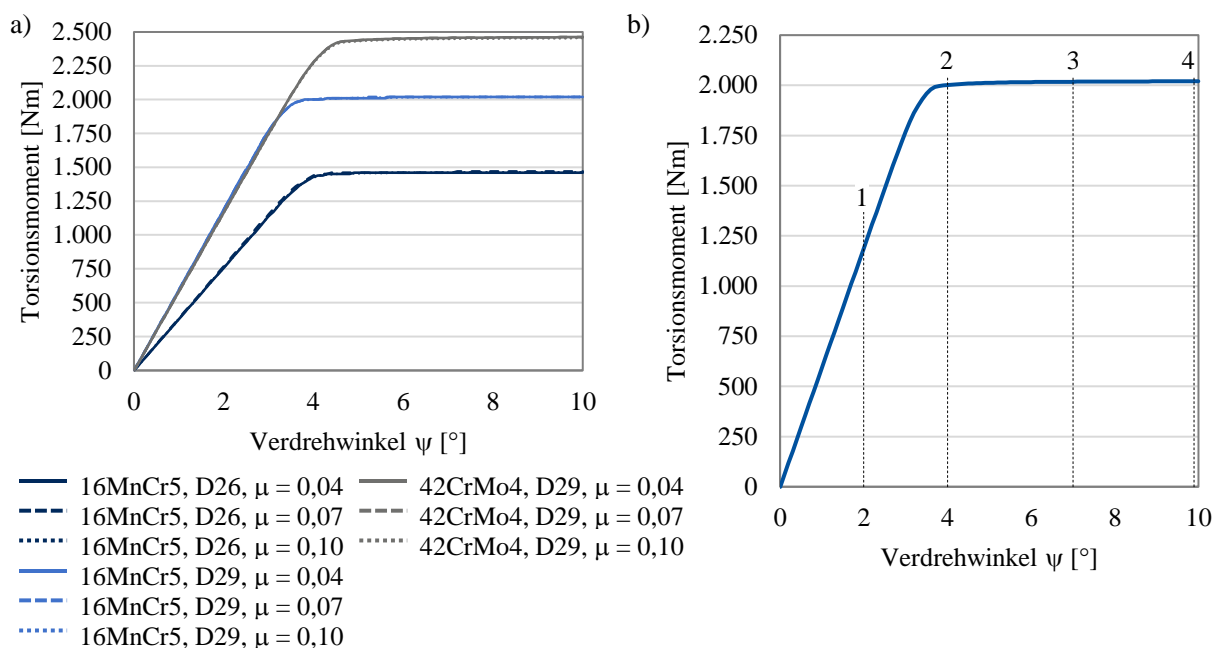 a)
Torsionsmoment [Nm]
2.500
2.250
2.000
1.750
1.500
1.250
1.000
750
500
250
0
0 2 4 6 8 10
Verdrehwinkel ψ [°]
16MnCr5, D26, μ = 0,04
16MnCr5, D26, μ = 0,07
16MnCr5, D26, μ = 0,10
16MnCr5, D29, μ = 0,04
16MnCr5, D29, μ = 0,07
16MnCr5, D29, μ = 0,10
42CrMo4, D29, μ = 0,04
42CrMo4, D29, μ = 0,07
42CrMo4, D29, μ = 0,10
b)
Torsionsmoment [Nm]
2.250
2.000
1.750
1.500
1.250
1.000
750
500
250
0
1
2
3
4
0 2 4 6 8 10
Verdrehwinkel ψ [°]